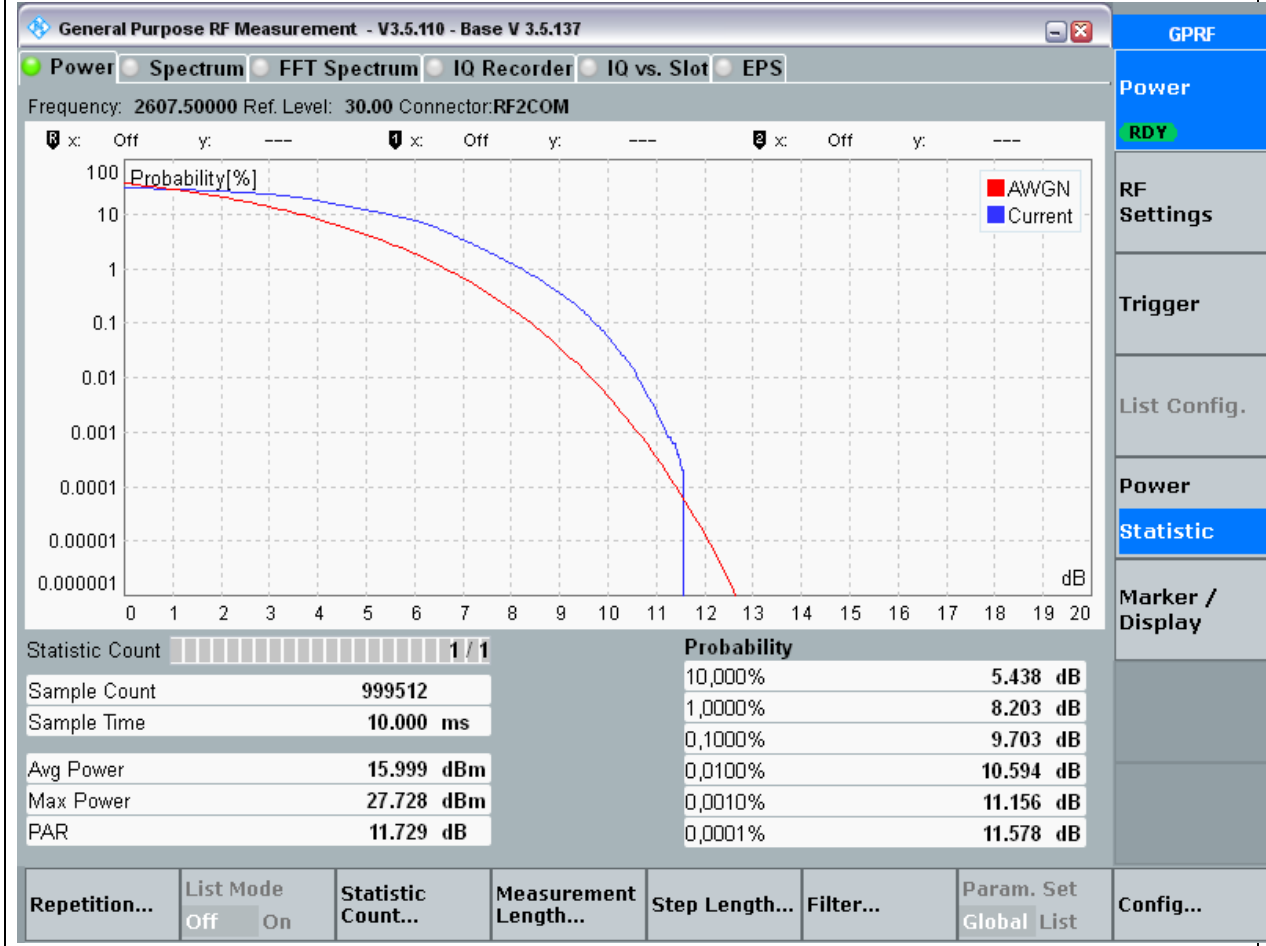 General Purpose RF Measurement - V3.5.110 - Base V 3.5.137
GPRF
Power Spectrum FFT Spectrum IQ Recorder IQ vs. Slot EPS
Frequency: 2607.50000 Ref. Level: 30.00 Connector:RF2COM
R x: Off y: --- 1 x: Off y: --- 2 x: Off y: ---
Probability[%]
AWGN
Current
100
10
1
0.1
0.01
0.001
0.0001
0.00001
0.000001
dB
0 1 2 3 4 5 6 7 8 9 10 11 12 13 14 15 16 17 18 19 20
Statistic Count 1 / 1
Sample Count 999512
Sample Time 10.000 ms
Avg Power 15.999 dBm
Max Power 27.728 dBm
PAR 11.729 dB
Probability
10,000% 5.438 dB
1,0000% 8.203 dB
0,1000% 9.703 dB
0,0100% 10.594 dB
0,0010% 11.156 dB
0,0001% 11.578 dB
Power
RDY
RF
Settings
Trigger
List Config.
Power
Statistic
Marker /
Display
Repetition...
List Mode
Off On
Statistic
Count...
Measurement
Length...
Step Length...
Filter...
Param. Set
Global List
Config...